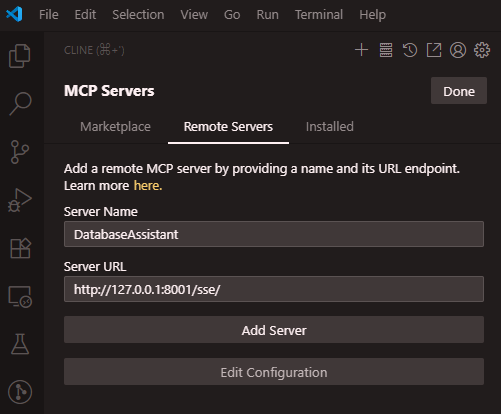 File Edit Selection View Go Run Terminal Help
CLINE (⌘+')
MCP Servers
Done
Marketplace Remote Servers Installed
Add a remote MCP server by providing a name and its URL endpoint.
Learn more here.
Server Name
DatabaseAssistant
Server URL
http://127.0.0.1:8001/sse/
Add Server
Edit Configuration